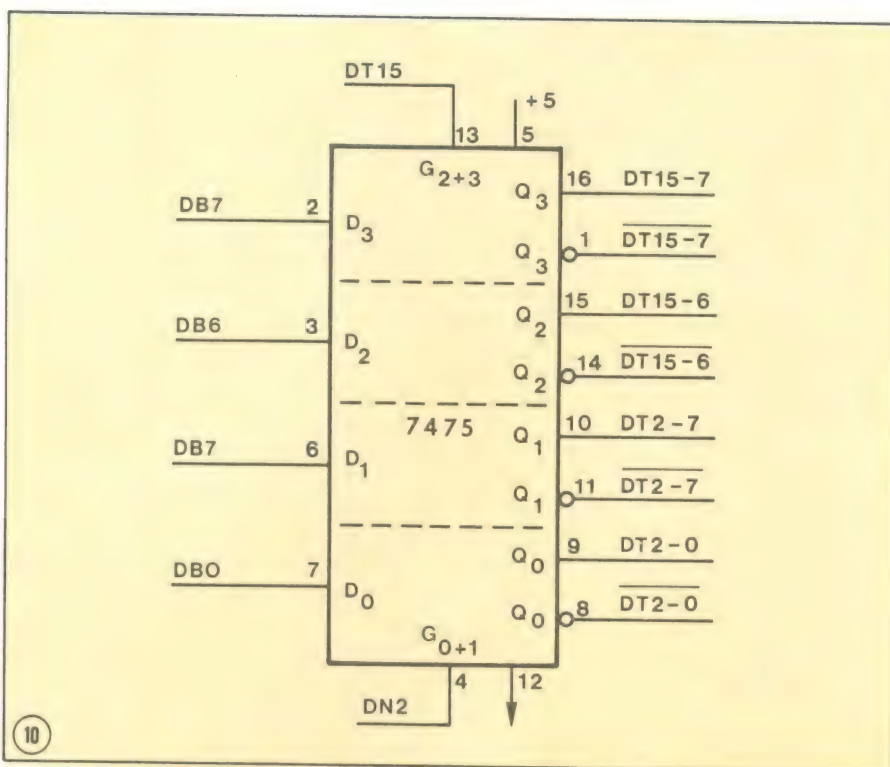 DT15
+5
13
5
G2+3
16
DT15-7
Q3
DB7
2
D3
1
DT15-7
Q3
15
DT15-6
Q2
DB6
3
D2
14
DT15-6
Q2
7475
10
DT2-7
Q1
DB7
6
D1
11
DT2-7
Q1
9
DT2-0
Q0
DB0
7
D0
8
DT2-0
Q0
G0+1
4
12
DN2
10